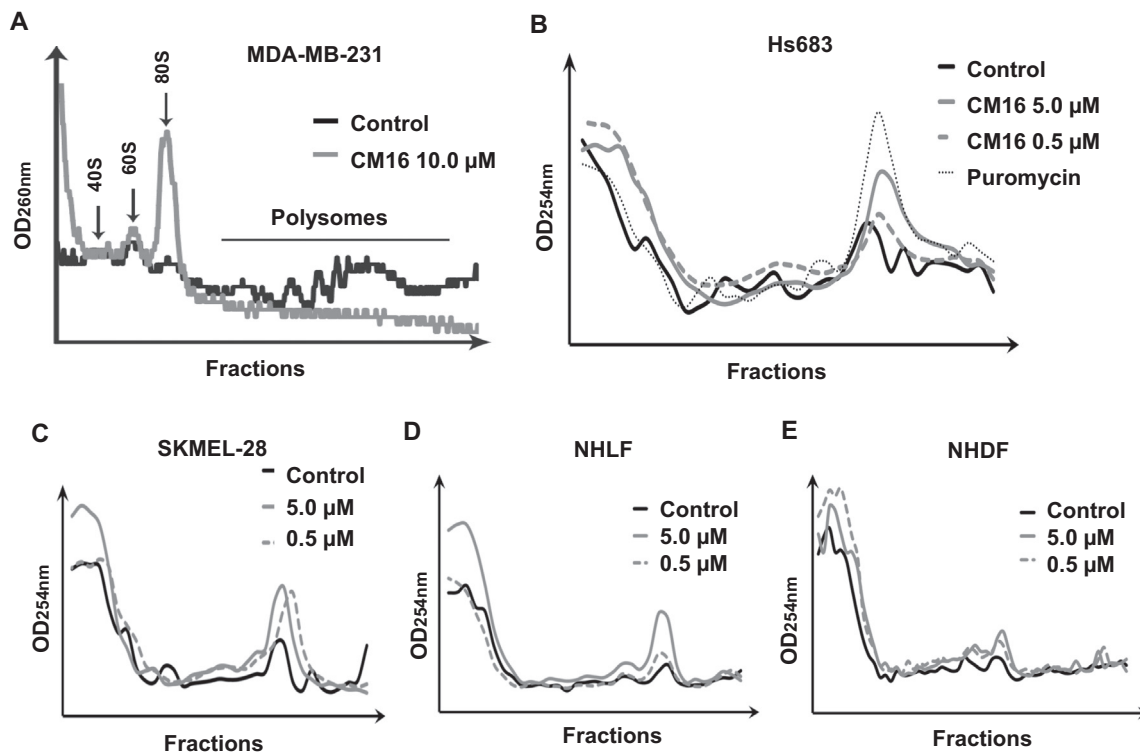 A
MDA-MB-231
40S
60S
80S
Control
CM16 10.0 µM
Polysomes
OD260nm
Fractions
B
Hs683
Control
CM16 5.0 µM
CM16 0.5 µM
Puromycin
OD254nm
Fractions
C
SKMEL-28
Control
5.0 µM
0.5 µM
OD254nm
Fractions
D
NHLF
Control
5.0 µM
0.5 µM
OD254nm
Fractions
E
NHDF
Control
5.0 µM
0.5 µM
OD254nm
Fractions